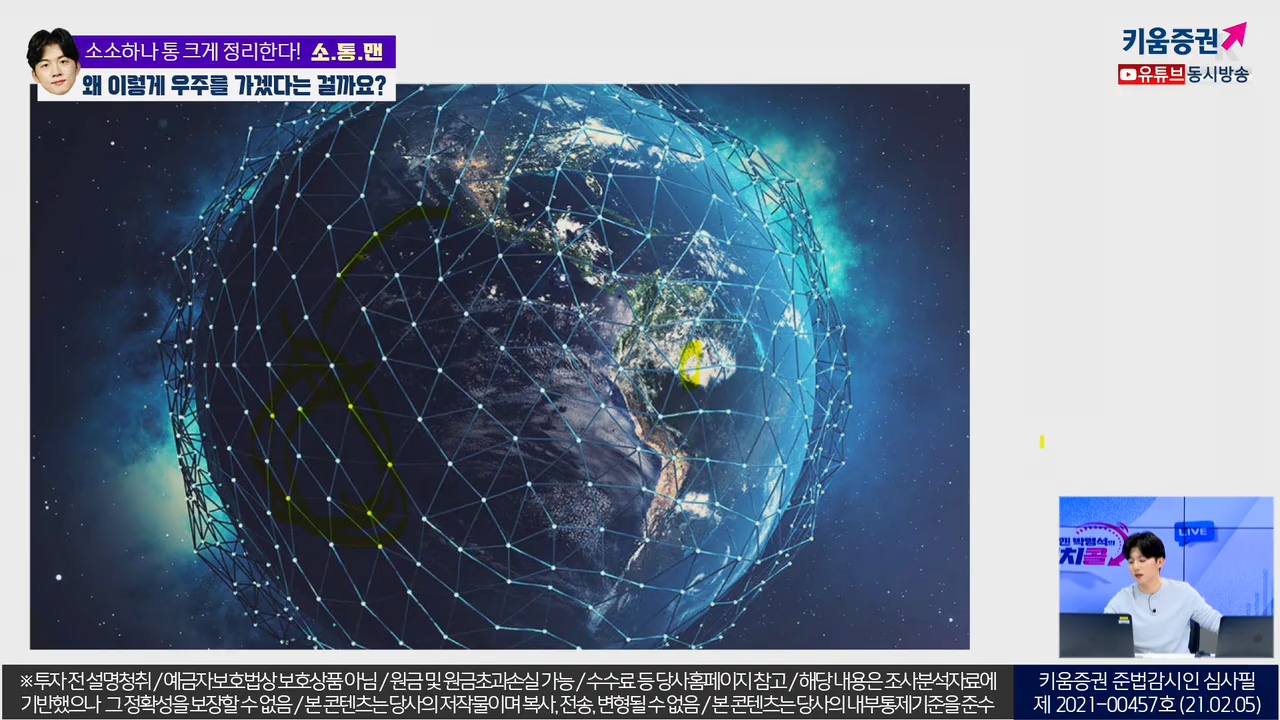 소소하나 통 크게 정리한다! 소.통.맨
왜 이렇게 우주를 가겠다는 걸까요?
키움증권
유튜브동시방송
LIVE
※ 투자 전 설명청취 / 예금자보호법상 보호상품 아님 / 원금 및 원금초과손실 가능 / 수수료 등 당사홈페이지 참고 / 해당 내용은 조사분석자료에
기반했으나 그 정확성을 보장할 수 없음 / 본 콘텐츠는 당사의 저작물이며 복사, 전송, 변형될 수 없음 / 본 콘텐츠는 당사의 내부통제기준을 준수
키움증권 준법감시인 심사필
제 2021-00457호 (21.02.05)